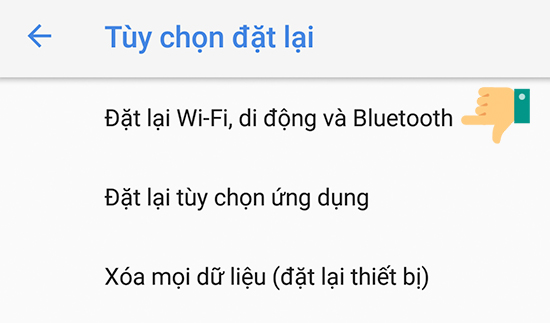 Tùy chọn đặt lại
Đặt lại Wi-Fi, di động và Bluetooth
Đặt lại tùy chọn ứng dụng
Xóa mọi dữ liệu (đặt lại thiết bị)